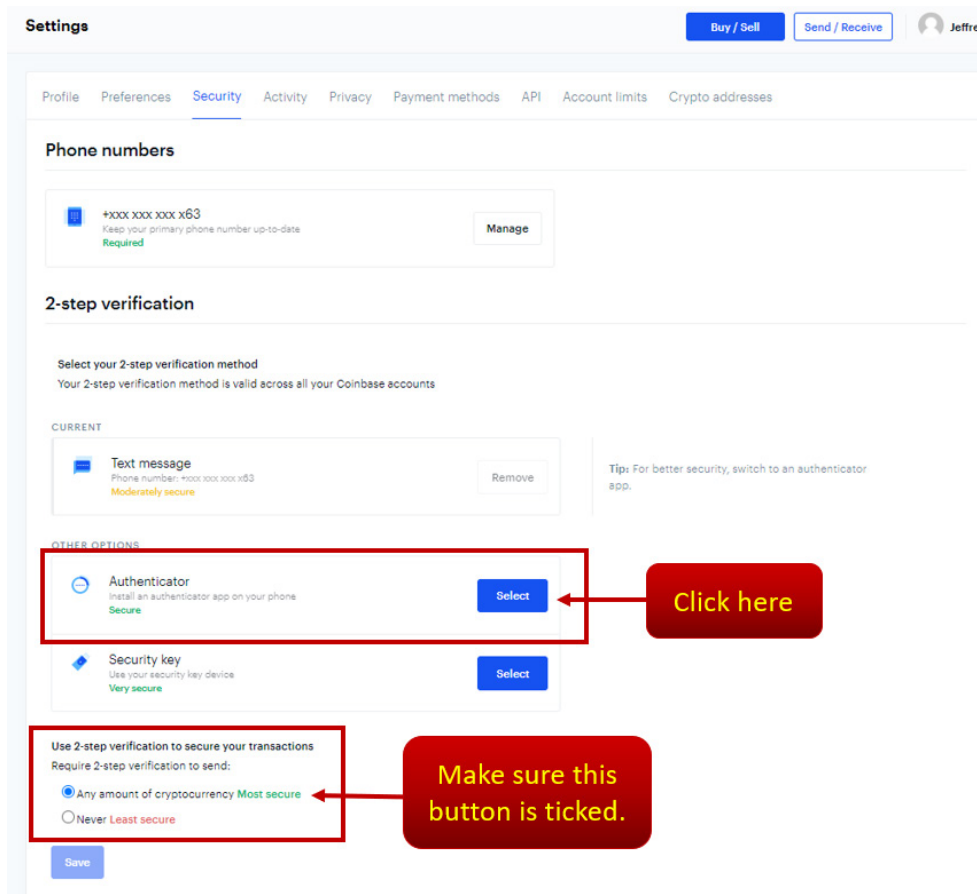 Settings
Buy / Sell
Send / Receive
Jeffre
Profile Preferences Security Activity Privacy Payment methods API Account limits Crypto addresses
Phone numbers
+xxx xxx xxx x63
Keep your primary phone number up-to-date
Required
Manage
2-step verification
Select your 2-step verification method
Your 2-step verification method is valid across all your Coinbase accounts
CURRENT
Text message
Phone number: +xxx xxx xxx x63
Moderately secure
Remove
Tip: For better security, switch to an authenticator
app.
OTHER OPTIONS
Authenticator
Install an authenticator app on your phone
Secure
Select
Click here
Security key
Use your security key device
Very secure
Select
Use 2-step verification to secure your transactions
Require 2-step verification to send:
Any amount of cryptocurrency Most secure
Never Least secure
Make sure this
button is ticked.
Save